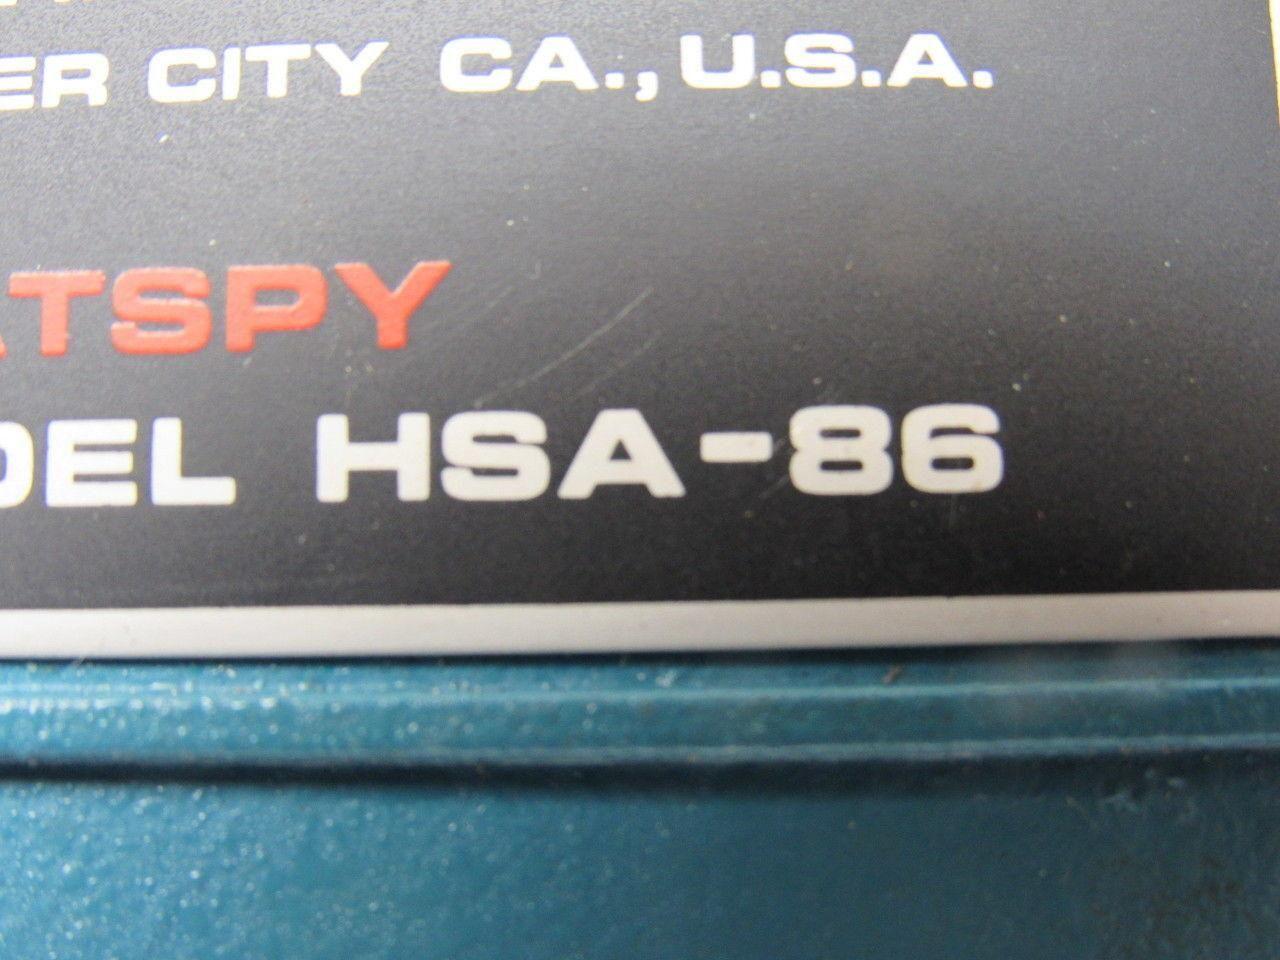 ER CITY CA., U.S.A.
ATSPY
DEL HSA-86